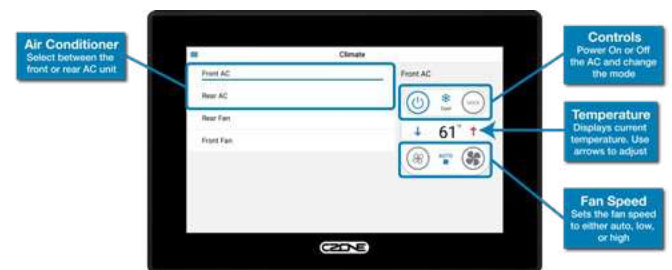 Air Conditioner
Select between the
front or rear AC unit
Climate
Front AC
Rear AC
Rear Fan
Front Fan
Front AC
Cool
61°
AUTO
CZONE
Controls
Power On or Off
the AC and change
the mode
Temperature
Displays current
temperature. Use
arrows to adjust
Fan Speed
Sets the fan speed
to either auto, low,
or high